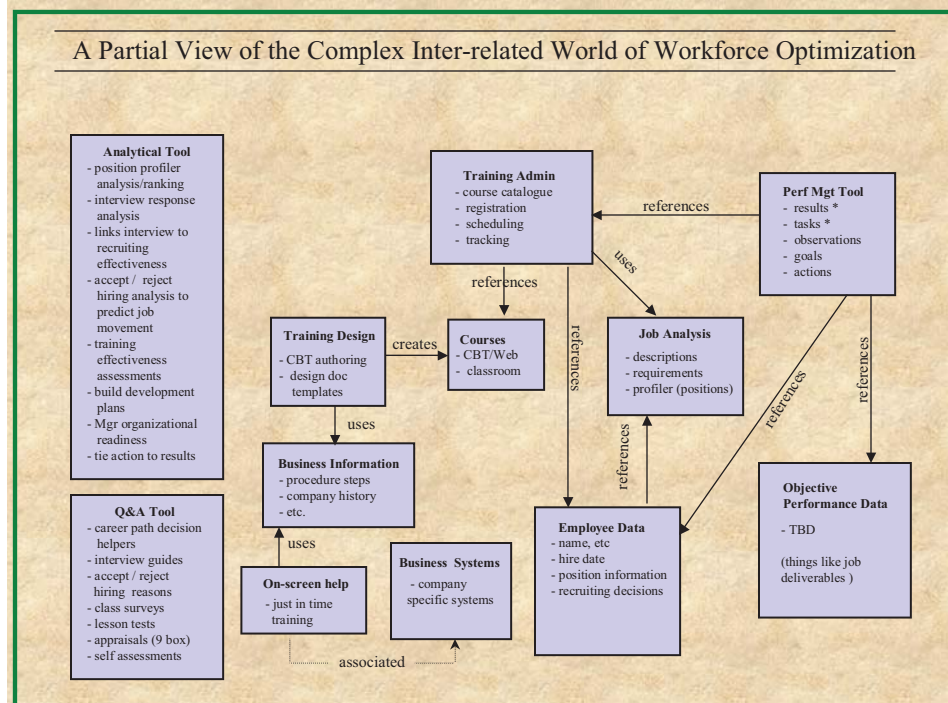 A Partial View of the Complex Inter-related World of Workforce Optimization
Analytical Tool
- position profiler
analysis/ranking
- interview response
analysis
- links interview to
recruiting
effectiveness
- accept / reject
hiring analysis to
predict job
movement
- training
effectiveness
assessments
- build development
plans
- Mgr organizational
readiness
- tie action to results
Q&A Tool
- career path decision
helpers
- interview guides
- accept / reject
hiring reasons
- class surveys
- lesson tests
- appraisals (9 box)
- self assessments
Training Admin
- course catalogue
- registration
- scheduling
- tracking
references
Perf Mgt Tool
- results *
- tasks *
- observations
- goals
- actions
uses
references
references
Training Design
- CBT authoring
- design doc
templates
creates
Courses
- CBT/Web
- classroom
Job Analysis
- descriptions
- requirements
- profiler (positions)
references
references
uses
Business Information
- procedure steps
- company history
- etc.
references
uses
On-screen help
- just in time
training
Business Systems
- company
specific systems
associated
Employee Data
- name, etc
- hire date
- position information
- recruiting decisions
Objective
Performance Data
- TBD
(things like job
deliverables )